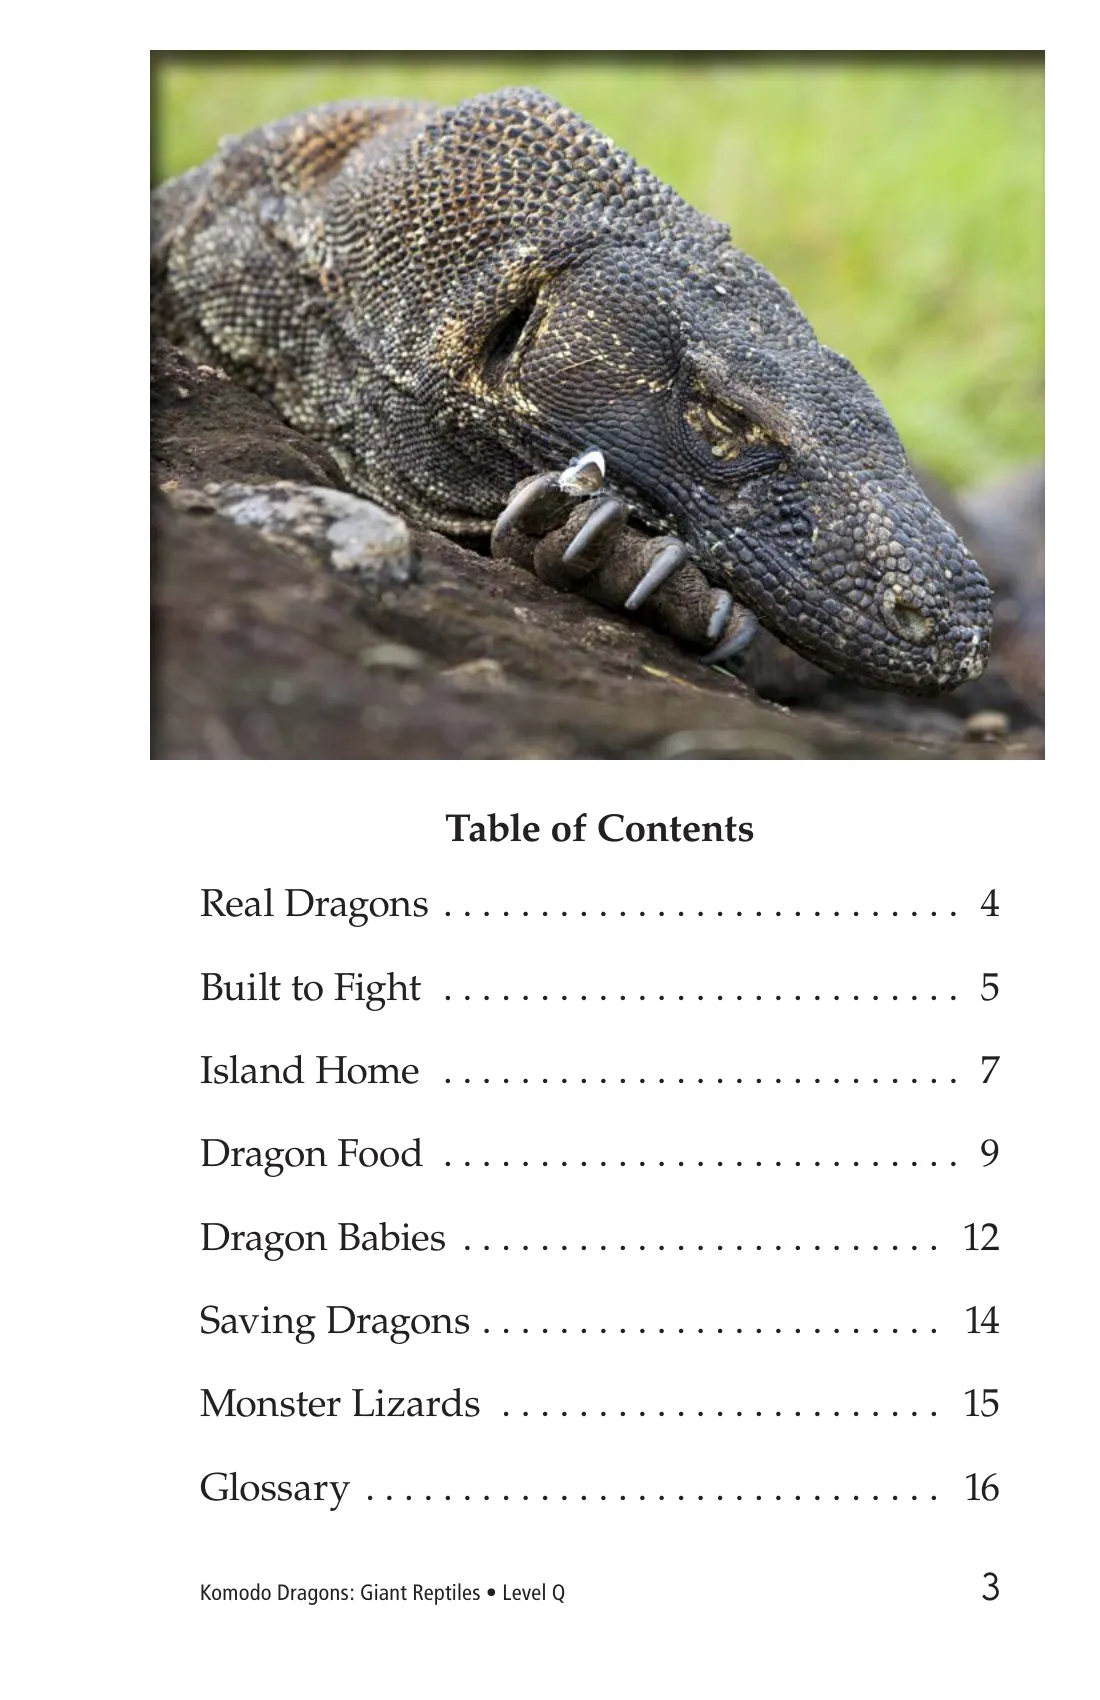 Table of Contents
Real Dragons . . . . . . . . . . . . . . . . . . . . . . . . . . . 4
Built to Fight . . . . . . . . . . . . . . . . . . . . . . . . . . . 5
Island Home . . . . . . . . . . . . . . . . . . . . . . . . . . . 7
Dragon Food . . . . . . . . . . . . . . . . . . . . . . . . . . . 9
Dragon Babies . . . . . . . . . . . . . . . . . . . . . . . . . 12
Saving Dragons . . . . . . . . . . . . . . . . . . . . . . . . 14
Monster Lizards . . . . . . . . . . . . . . . . . . . . . . . 15
Glossary . . . . . . . . . . . . . . . . . . . . . . . . . . . . . . 16
Komodo Dragons: Giant Reptiles • Level Q 3